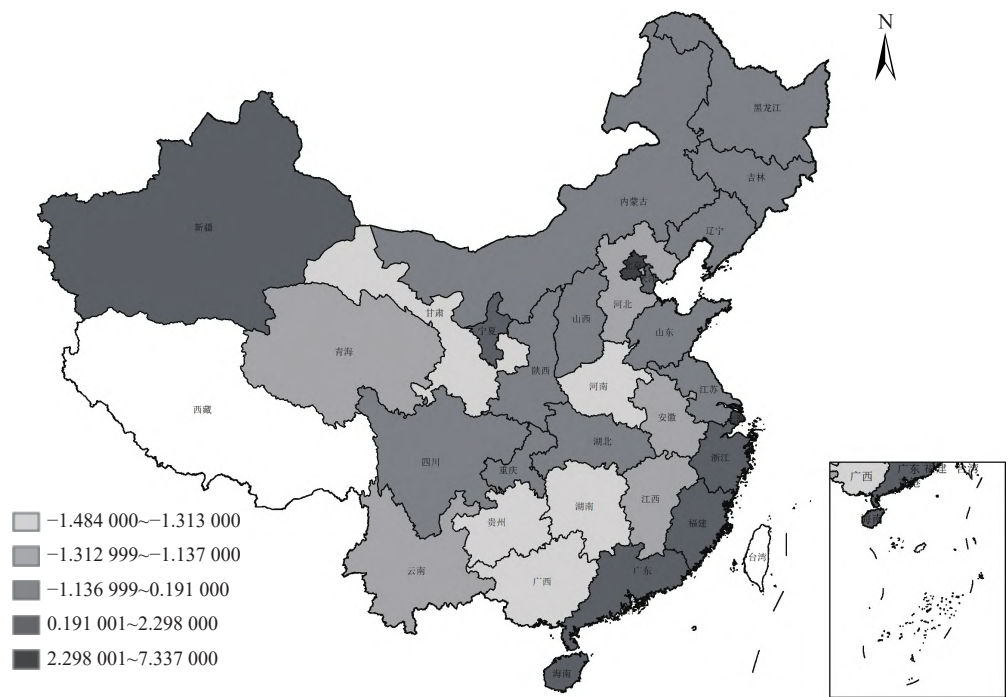 N
黑龙江
吉林
内蒙古
辽宁
新疆
河北
甘肃
宁夏
山西
山东
青海
陕西
河南
江苏
安徽
西藏
湖北
四川
重庆
浙江
湖南
江西
贵州
福建
云南
广西
广东
台湾
海南
−1.484 000~−1.313 000
−1.312 999~−1.137 000
−1.136 999~0.191 000
0.191 001~2.298 000
2.298 001~7.337 000
广西
广东
福建
台湾